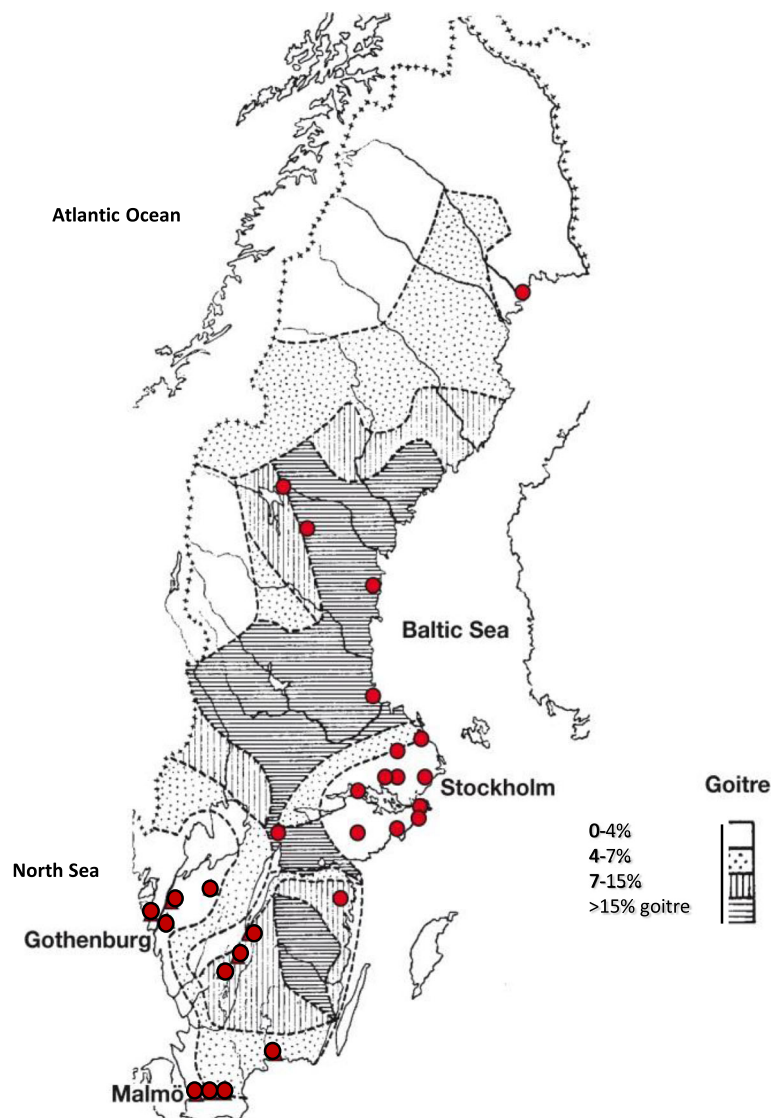 Atlantic Ocean
Baltic Sea
Stockholm
Goitre
0-4%
4-7%
7-15%
>15% goitre
North Sea
Gothenburg
Malmö